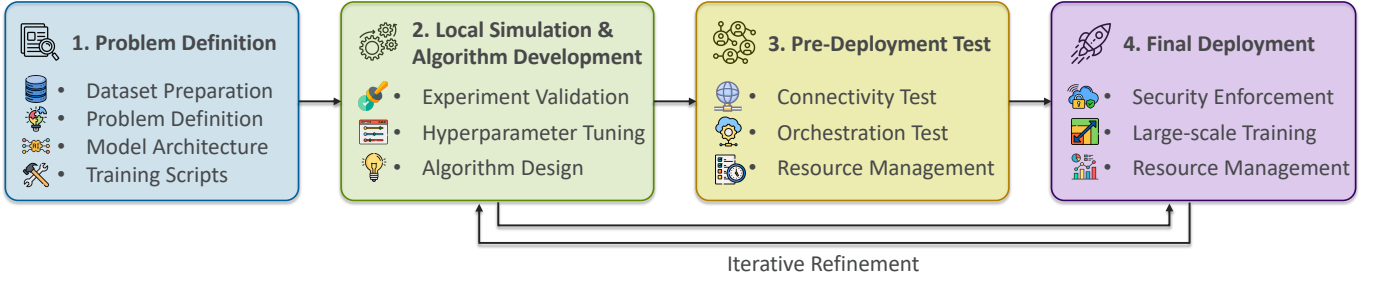 1. Problem Definition
• Dataset Preparation
• Problem Definition
• Model Architecture
• Training Scripts
2. Local Simulation &
Algorithm Development
• Experiment Validation
• Hyperparameter Tuning
• Algorithm Design
3. Pre-Deployment Test
• Connectivity Test
• Orchestration Test
• Resource Management
4. Final Deployment
• Security Enforcement
• Large-scale Training
• Resource Management
Iterative Refinement